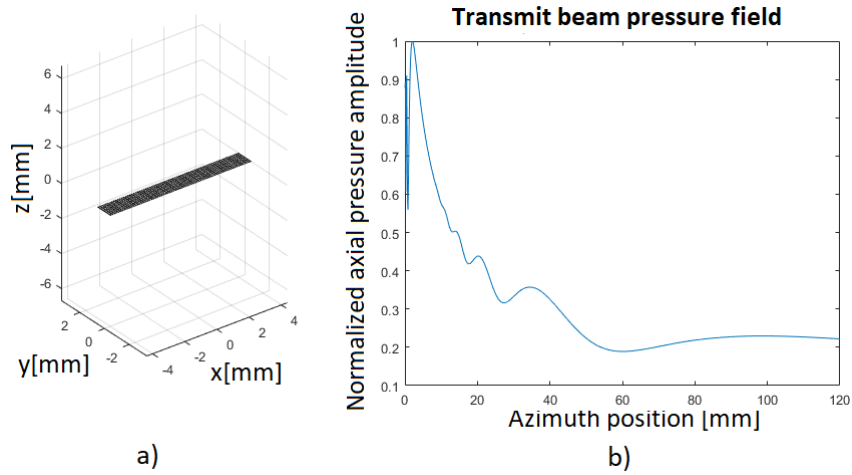 Transmit beam pressure field
6
4
2
0
-2
-4
-6
z[mm]
2
0
-2
y[mm]
-4
-2
0
2
4
x[mm]
a)
1
0.9
0.8
0.7
0.6
0.5
0.4
0.3
0.2
0.1
Normalized axial pressure amplitude
0 20 40 60 80 100 120
Azimuth position [mm]
b)